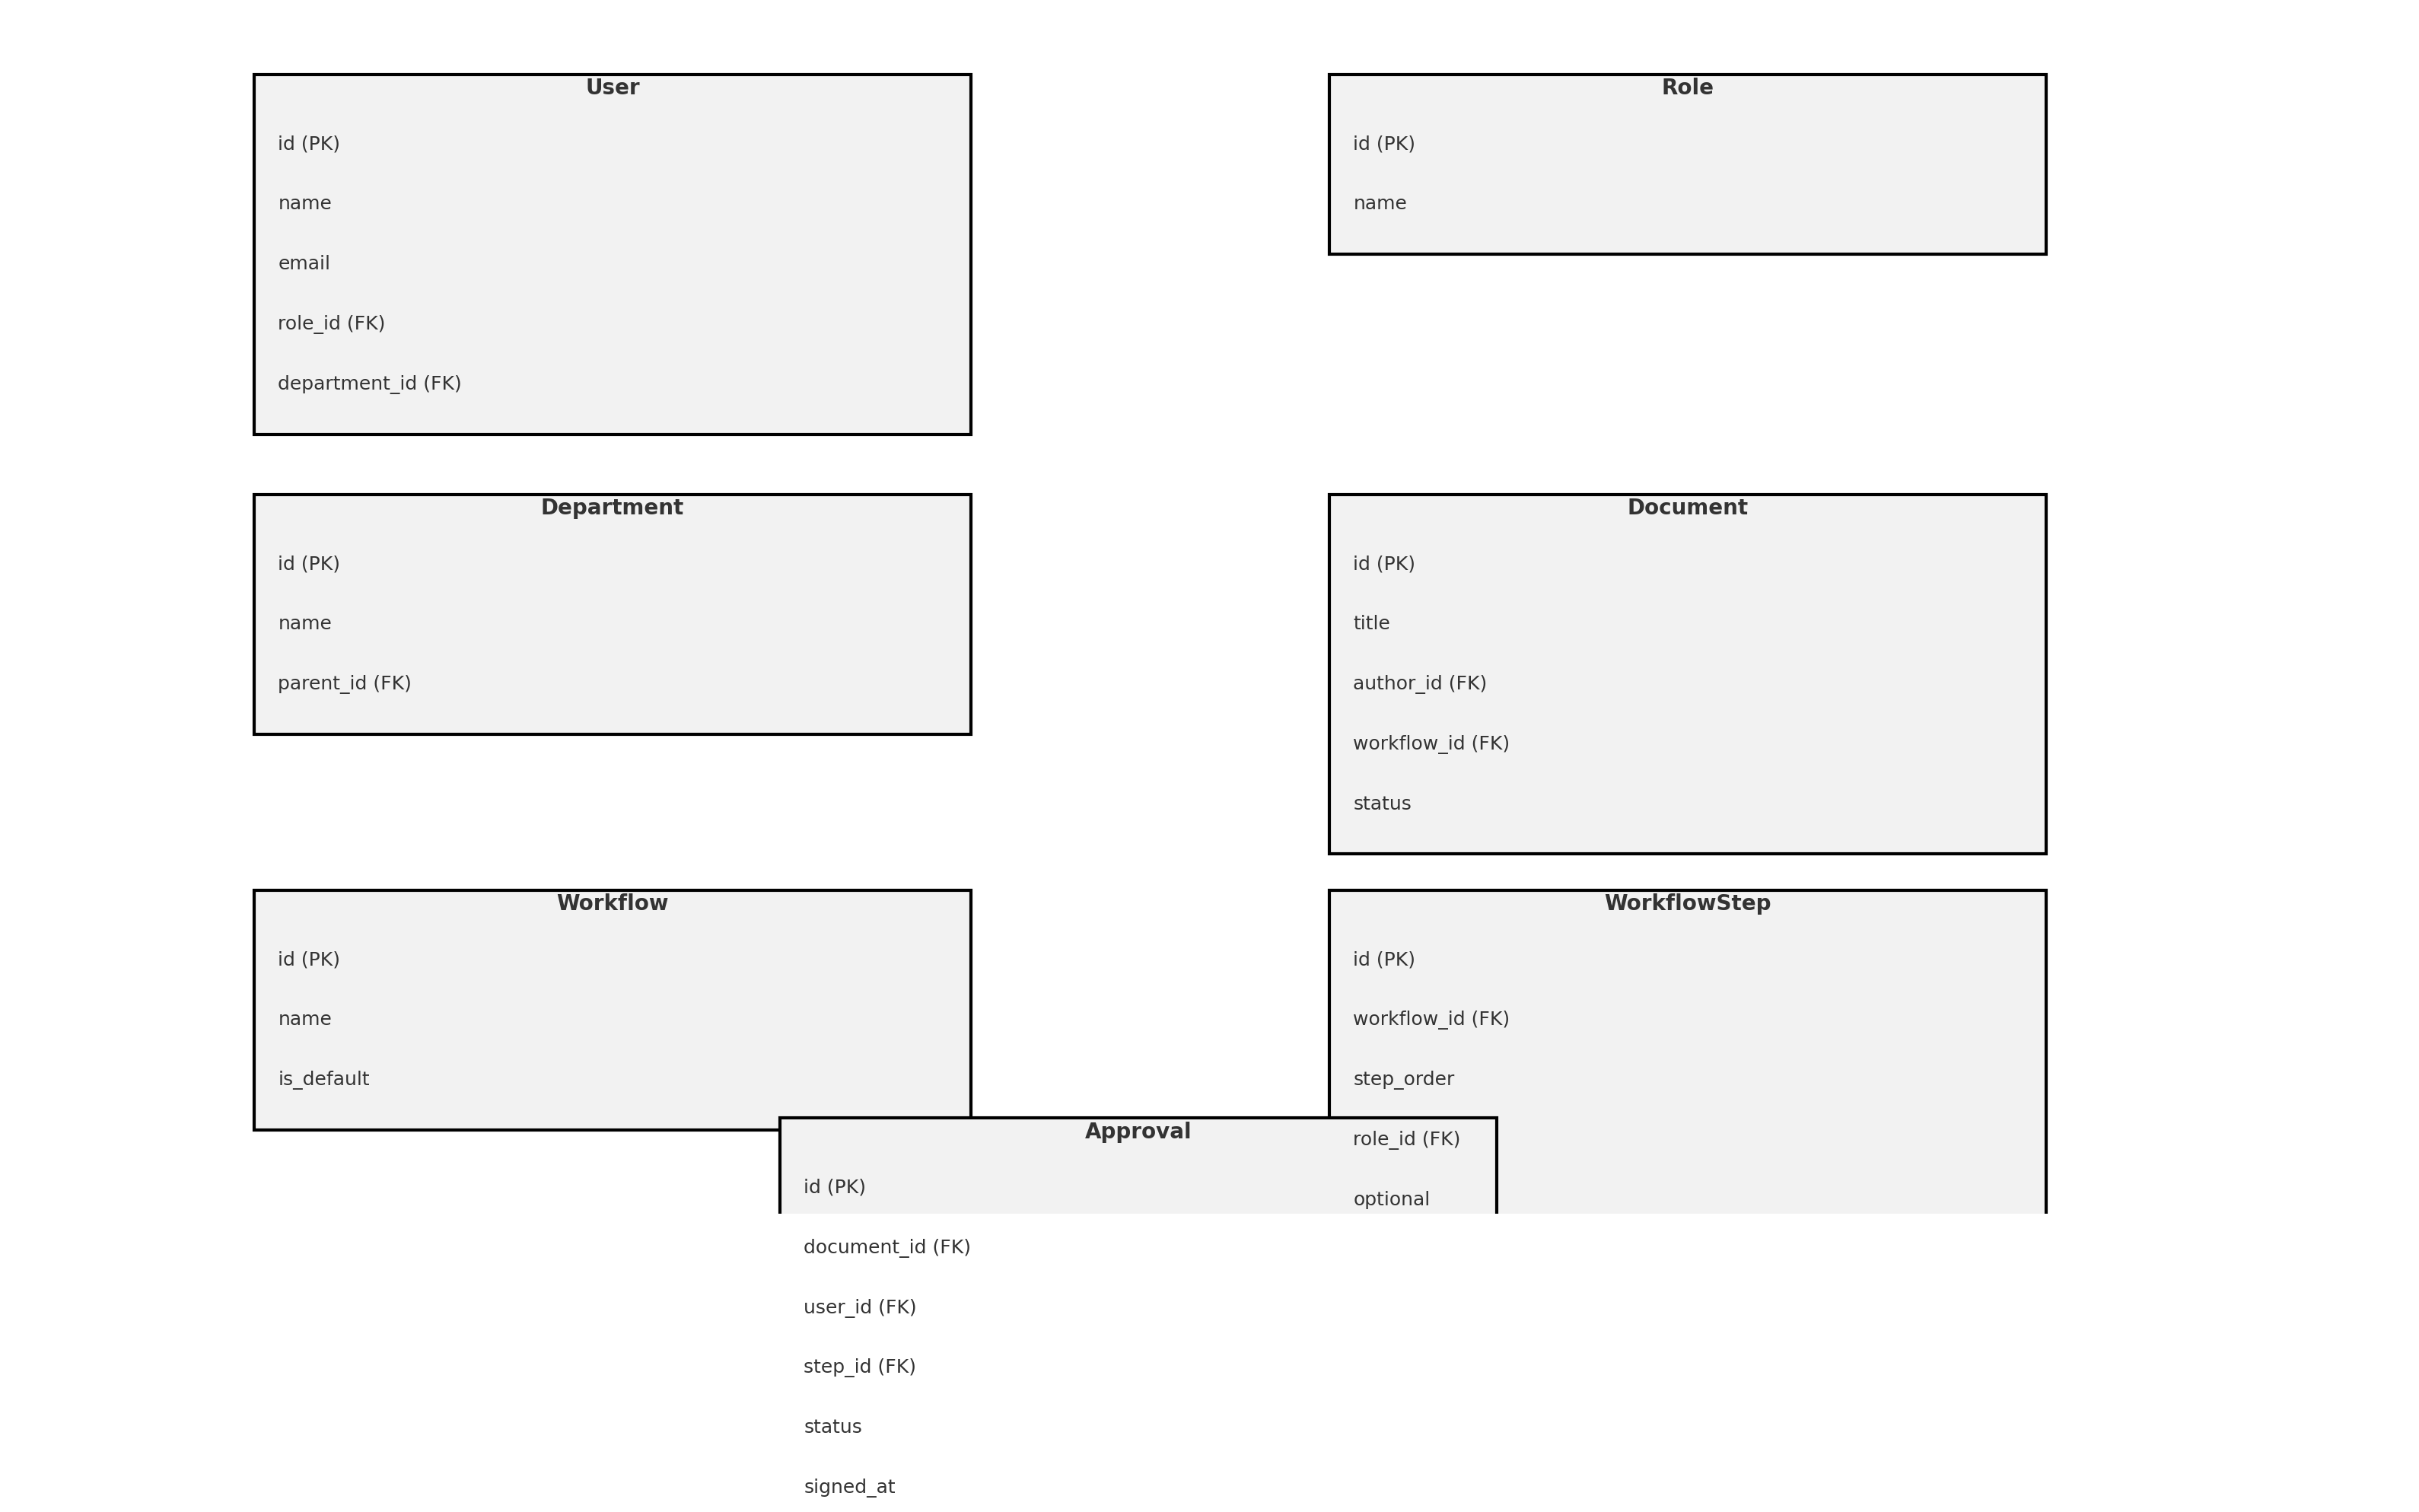 User
id (PK)
name
email
role_id (FK)
department_id (FK)
Role
id (PK)
name
Department
id (PK)
name
parent_id (FK)
Document
id (PK)
title
author_id (FK)
workflow_id (FK)
status
Workflow
id (PK)
name
is_default
WorkflowStep
id (PK)
workflow_id (FK)
step_order
role_id (FK)
optional
Approval
id (PK)
document_id (FK)
user_id (FK)
step_id (FK)
status
signed_at